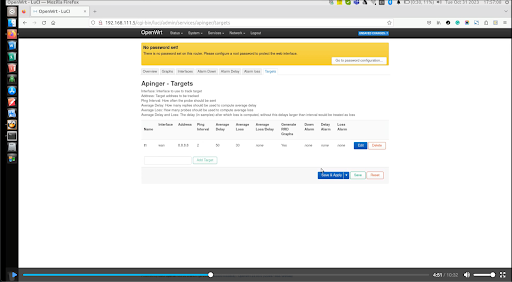 OpenWrt - LuCI — Mozilla Firefox
Tue Oct 31 2023
OpenWrt - LuCI
192.168.111.1/cgi-bin/luci/admin/services/apinger/targets
OpenWrt Status System Services Network Logout
No password set!
There is no password set on this router. Please configure a root password to protect the web interface.
Go to password configuration...
Overview Graphs Interfaces Alarm Down Alarm Delay Alarm loss Targets
Apinger - Targets
Interface: Interface to use to track target
Address: Target address to be tracked
Ping Interval: How often the probe should be sent
Average Delay: How many replies should be used to compute average delay
Average Loss: How many probes should be used to compute average loss
Average Delay and Loss: The delay (in samples) after which loss is computed, without this delays larger than interval would be treated as loss
Name Interface Address Ping Interval Average Delay Average Loss Average Loss/Delay Generate RRD Graphs Down Alarm Delay Alarm Loss Alarm
wan 8.8.8.8 none Yes none none none Edit Delete
Add Target
Save & Apply Save Reset
4:51 / 10:02